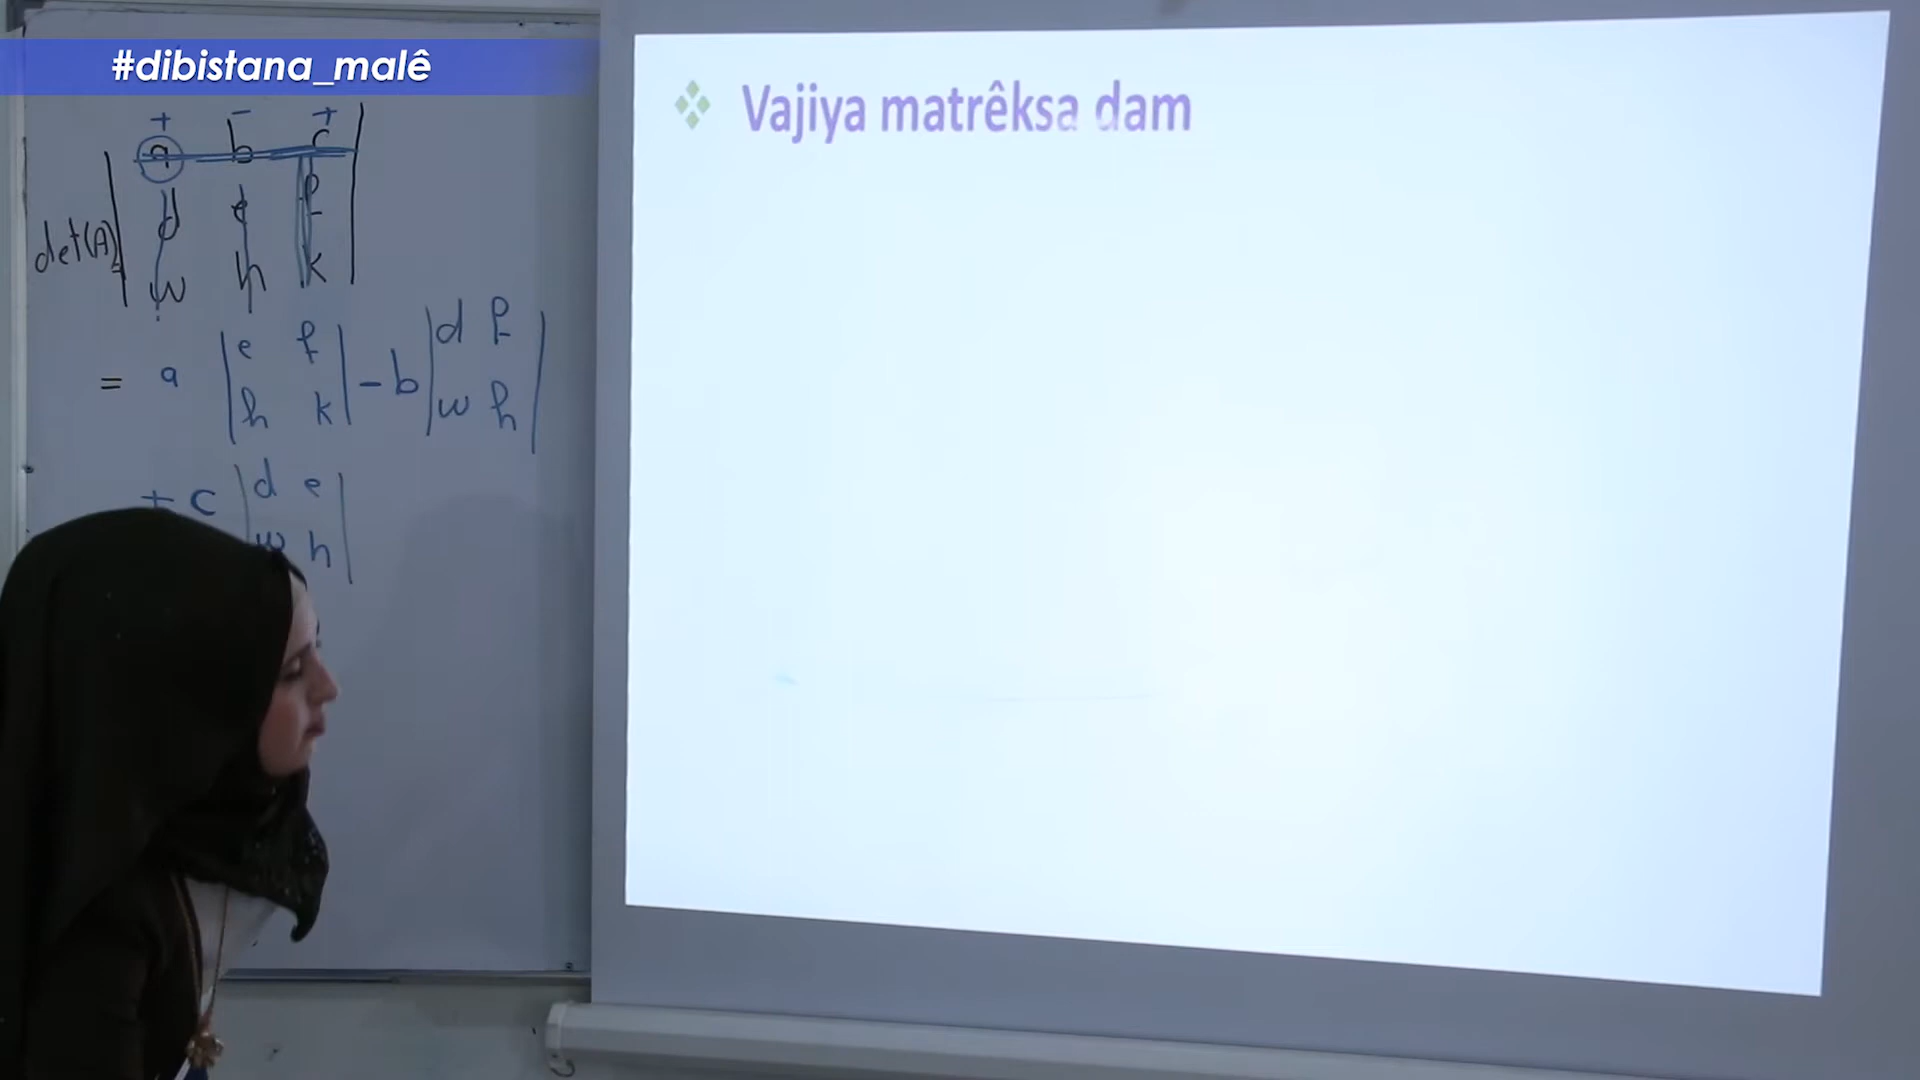 #dibistana_malê
+ - +
a b c
d e f
det(A)
w h k
= a | e f | - b | d f |
| h k | | w h |
+ c | d e |
| w h |
Vajiya matrêksa dam